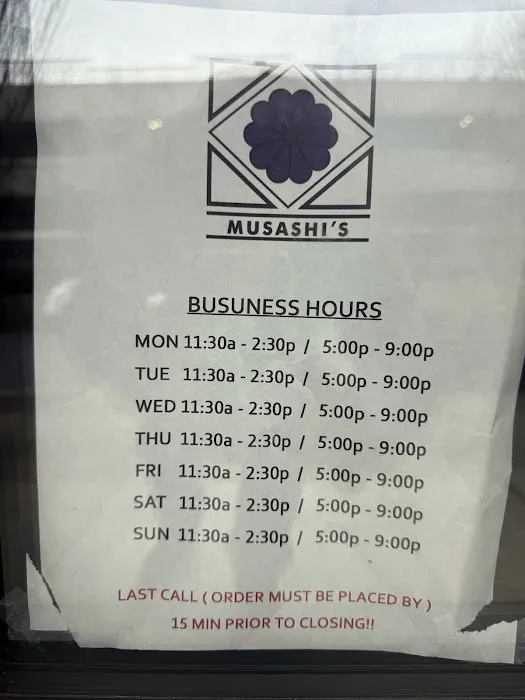 MUSASHI'S
BUSUNESS HOURS
MON 11:30a - 2:30p / 5:00p - 9:00p
TUE 11:30a - 2:30p / 5:00p - 9:00p
WED 11:30a - 2:30p / 5:00p - 9:00p
THU 11:30a - 2:30p / 5:00p - 9:00p
FRI 11:30a - 2:30p / 5:00p - 9:00p
SAT 11:30a - 2:30p / 5:00p - 9:00p
SUN 11:30a - 2:30p / 5:00p - 9:00p
LAST CALL ( ORDER MUST BE PLACED BY )
15 MIN PRIOR TO CLOSING!!